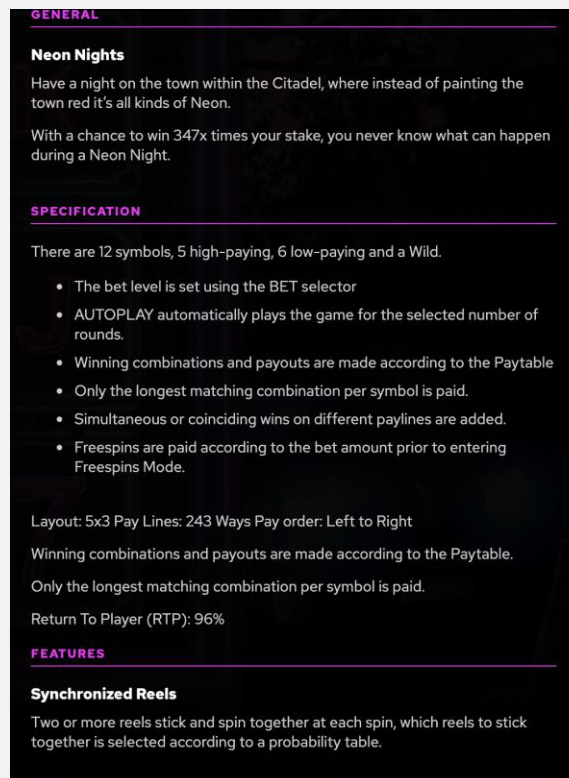 GENERAL
Neon Nights
Have a night on the town within the Citadel, where instead of painting the
town red it's all kinds of Neon.
With a chance to win 347x times your stake, you never know what can happen
during a Neon Night.
SPECIFICATION
There are 12 symbols, 5 high-paying, 6 low-paying and a Wild.
• The bet level is set using the BET selector
• AUTOPLAY automatically plays the game for the selected number of
rounds.
• Winning combinations and payouts are made according to the Paytable
• Only the longest matching combination per symbol is paid.
• Simultaneous or coinciding wins on different paylines are added.
• Freespins are paid according to the bet amount prior to entering
Freespins Mode.
Layout: 5x3 Pay Lines: 243 Ways Pay order: Left to Right
Winning combinations and payouts are made according to the Paytable.
Only the longest matching combination per symbol is paid.
Return To Player (RTP): 96%
FEATURES
Synchronized Reels
Two or more reels stick and spin together at each spin, which reels to stick
together is selected according to a probability table.